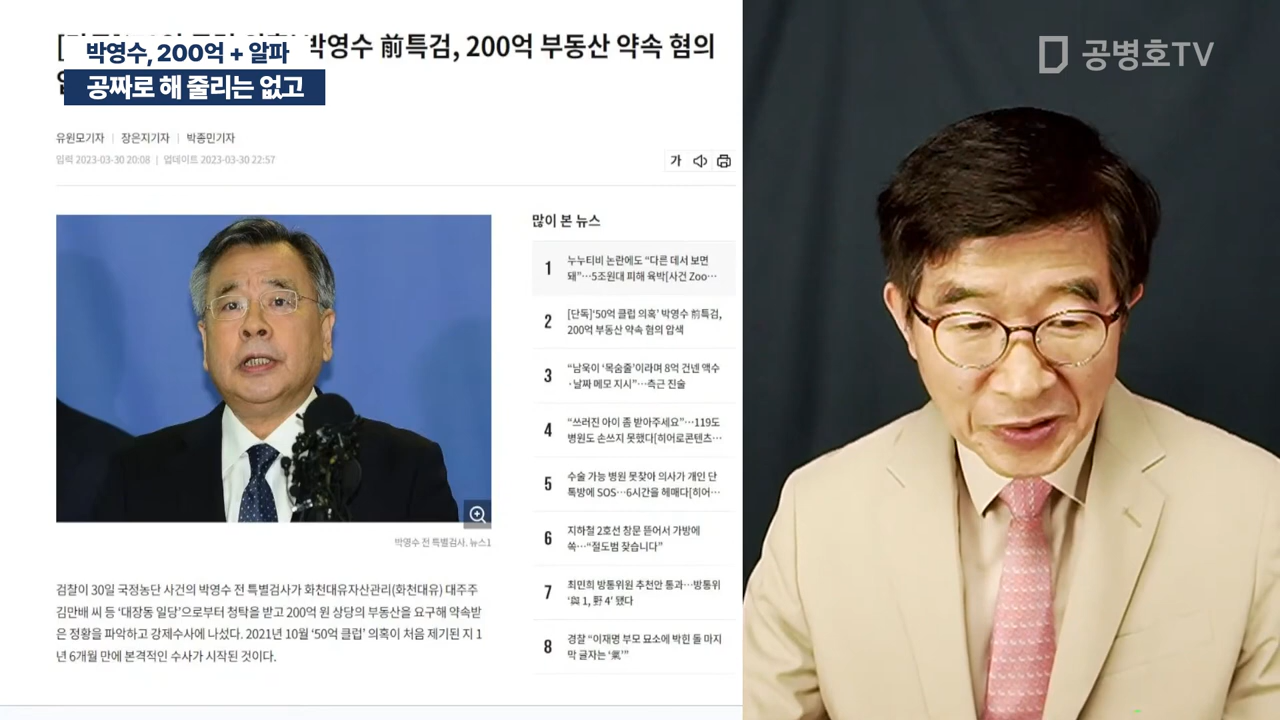 박영수, 200억 + 알파
공짜로 해 줄리는 없고
박영수 前특검, 200억 부동산 약속 혐의
공병호TV
유원모기자 | 장은지기자 | 박종민기자
입력 2023-03-30 20:08 | 업데이트 2023-03-30 22:57
가
많이 본 뉴스
1 누누티비 논란에도 “다른 데서 보면
돼”…5조원대 피해 육박[사건 Zoo…
2 [단독]‘50억 클럽 의혹’ 박영수 前특검,
200억 부동산 약속 혐의 압색
3 “남욱이 ‘목숨줄’이라며 8억 건넨 액수
·날짜 메모 지시”…측근 진술
4 “쓰러진 아이 좀 받아주세요”…119도
병원도 손쓰지 못했다[히어로콘텐츠…
5 수술 가능 병원 못찾아 의사가 개인 단
톡방에 SOS…6시간을 헤매다[히어…
6 지하철 2호선 창문 뜯어서 가방에
쏙…“절도범 찾습니다”
7 최민희 방통위원 추천안 통과…방통위
‘與 1, 野 4’ 됐다
8 경찰 “이재명 부모 묘소에 박힌 돌 마지
막 글자는 ‘氣’”
박영수 전 특별검사. 뉴스1
검찰이 30일 국정농단 사건의 박영수 전 특별검사가 화천대유자산관리(화천대유) 대주주
김만배 씨 등 ‘대장동 일당’으로부터 청탁을 받고 200억 원 상당의 부동산을 요구해 약속받
은 정황을 파악하고 강제수사에 나섰다. 2021년 10월 ‘50억 클럽’ 의혹이 처음 제기된 지 1
년 6개월 만에 본격적인 수사가 시작된 것이다.